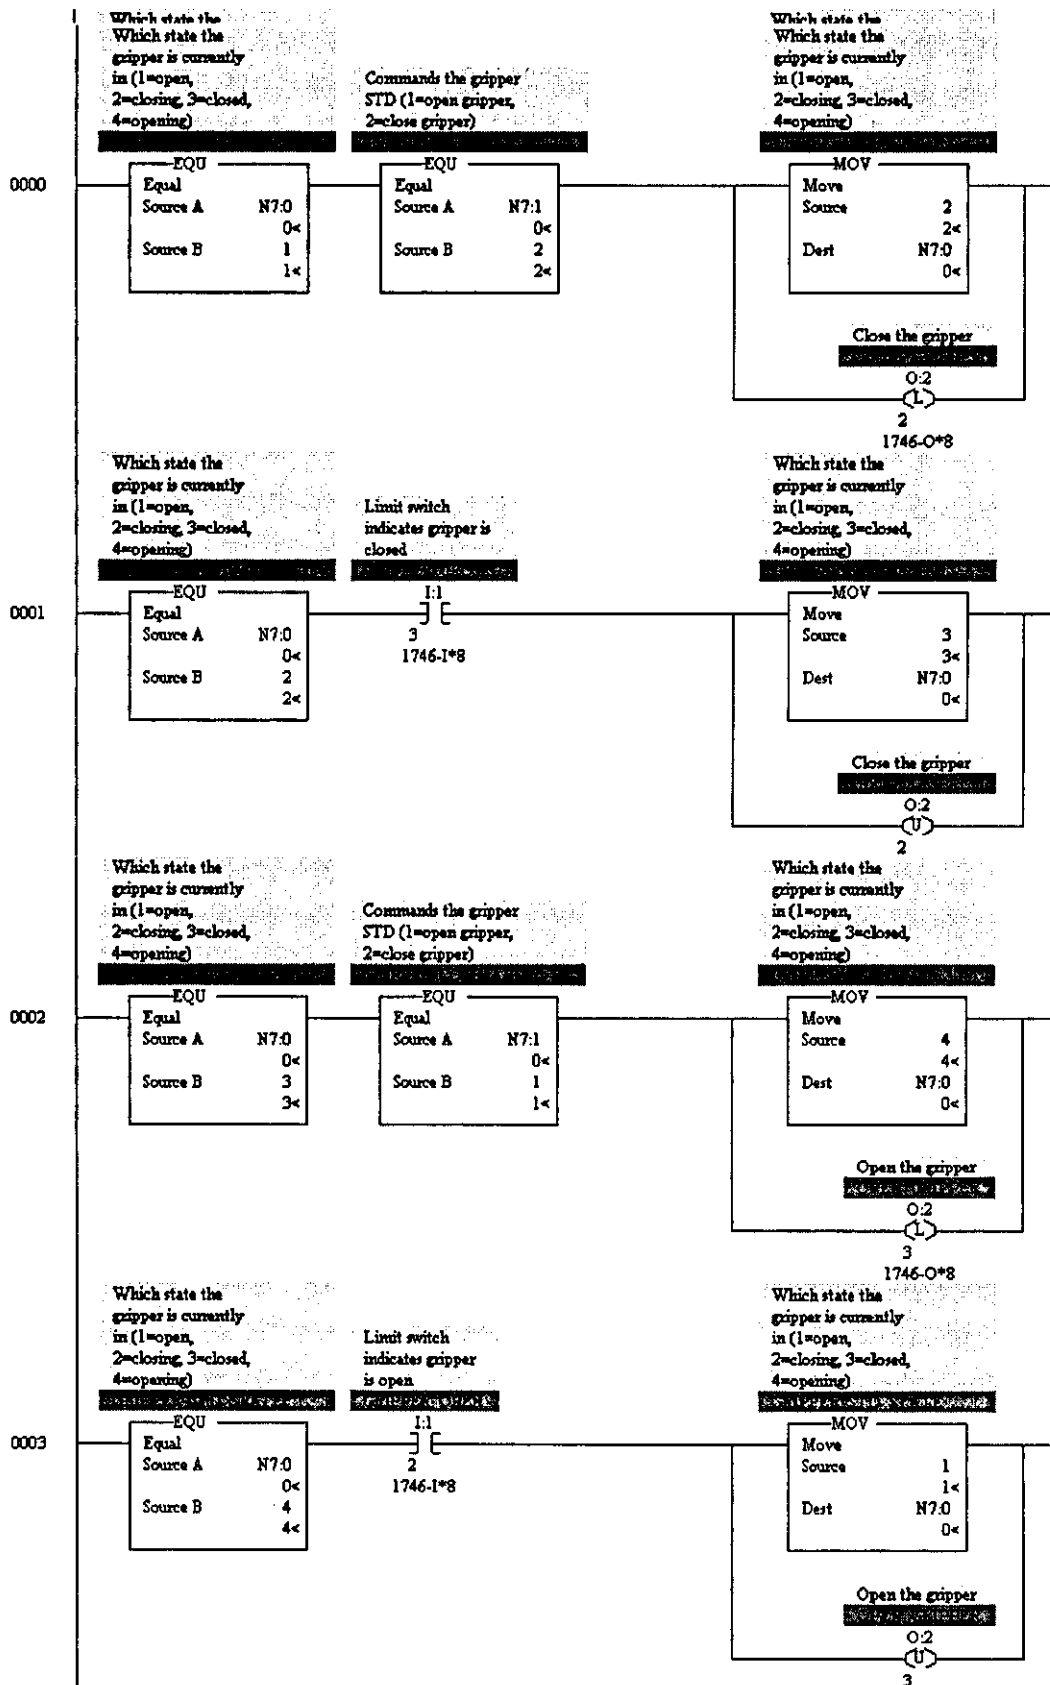 Which state the
Which state the
gripper is currently
in (1=open,
2=closing, 3=closed,
4=opening)
Commands the gripper
STD (1=open gripper,
2=close gripper)
Which state the
Which state the
gripper is currently
in (1=open,
2=closing, 3=closed,
4=opening)
0000
EQU
Equal
Source A N7:0
0<
Source B 1
1<
EQU
Equal
Source A N7:1
0<
Source B 2
2<
MOV
Move
Source 2
2<
Dest N7:0
0<
Close the gripper
O:2
L
2
1746-O*8
Which state the
gripper is currently
in (1=open,
2=closing, 3=closed,
4=opening)
Limit switch
indicates gripper is
closed
Which state the
gripper is currently
in (1=open,
2=closing, 3=closed,
4=opening)
0001
EQU
Equal
Source A N7:0
0<
Source B 2
2<
I:1
3
1746-I*8
MOV
Move
Source 3
3<
Dest N7:0
0<
Close the gripper
O:2
U
2
Which state the
gripper is currently
in (1=open,
2=closing, 3=closed,
4=opening)
Commands the gripper
STD (1=open gripper,
2=close gripper)
Which state the
gripper is currently
in (1=open,
2=closing, 3=closed,
4=opening)
0002
EQU
Equal
Source A N7:0
0<
Source B 3
3<
EQU
Equal
Source A N7:1
0<
Source B 1
1<
MOV
Move
Source 4
4<
Dest N7:0
0<
Open the gripper
O:2
L
3
1746-O*8
Which state the
gripper is currently
in (1=open,
2=closing, 3=closed,
4=opening)
Limit switch
indicates gripper
is open
Which state the
gripper is currently
in (1=open,
2=closing, 3=closed,
4=opening)
0003
EQU
Equal
Source A N7:0
0<
Source B 4
4<
I:1
2
1746-I*8
MOV
Move
Source 1
1<
Dest N7:0
0<
Open the gripper
O:2
U
3